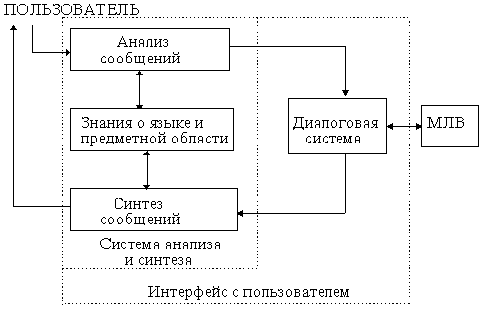 ПОЛЬЗОВАТЕЛЬ
Анализ
сообщений
Знания о языке и
предметной области
Диалоговая
система
МЛВ
Синтез
сообщений
Система анализа
и синтеза
Интерфейс с пользователем